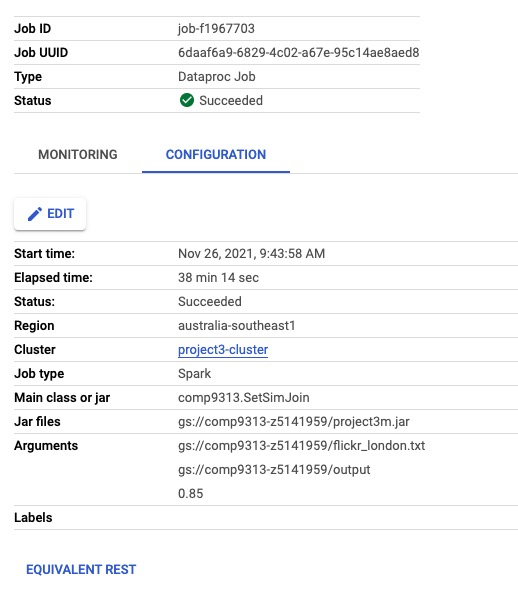 Job ID job-f1967703
Job UUID 6daaf6a9-6829-4c02-a67e-95c14ae8aed8
Type Dataproc Job
Status Succeeded
MONITORING CONFIGURATION
EDIT
Start time: Nov 26, 2021, 9:43:58 AM
Elapsed time: 38 min 14 sec
Status: Succeeded
Region australia-southeast1
Cluster project3-cluster
Job type Spark
Main class or jar comp9313.SetSimJoin
Jar files gs://comp9313-z5141959/project3m.jar
Arguments gs://comp9313-z5141959/flickr_london.txt
gs://comp9313-z5141959/output
0.85
Labels
EQUIVALENT REST